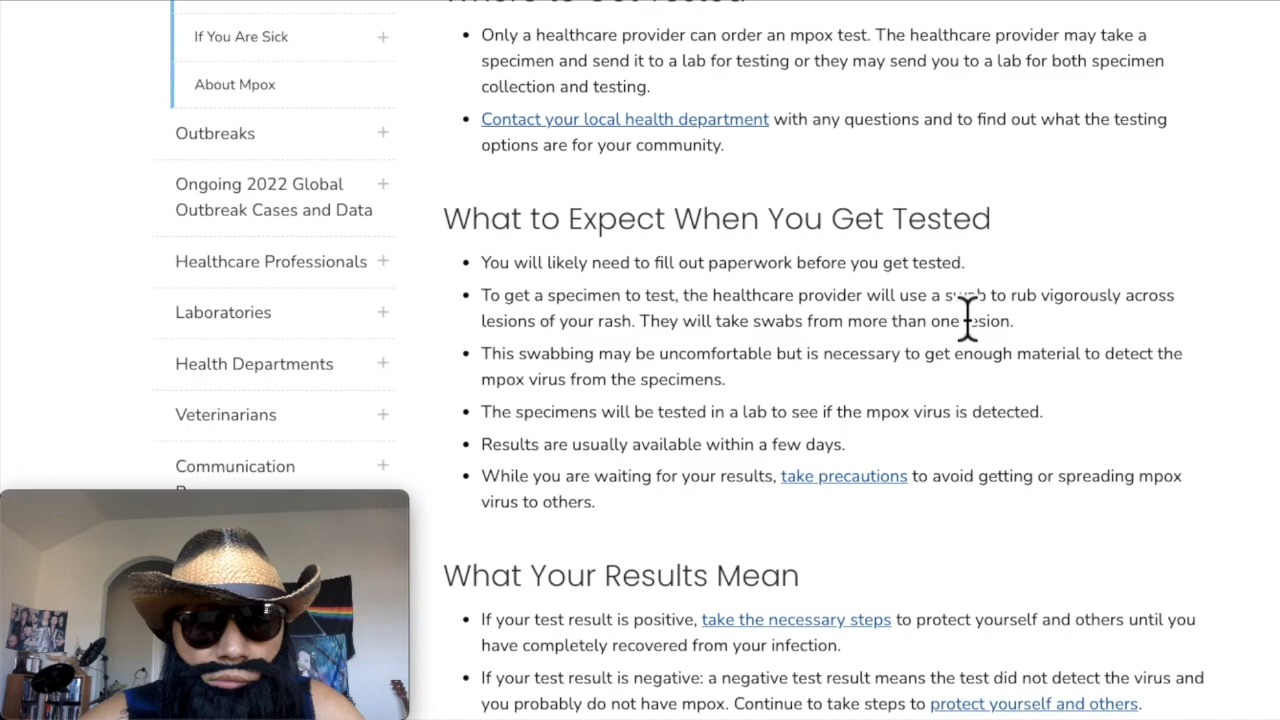 If You Are Sick
About Mpox
Outbreaks
Ongoing 2022 Global
Outbreak Cases and Data
Healthcare Professionals
Laboratories
Health Departments
Veterinarians
Communication
Only a healthcare provider can order an mpox test. The healthcare provider may take a
specimen and send it to a lab for testing or they may send you to a lab for both specimen
collection and testing.
Contact your local health department with any questions and to find out what the testing
options are for your community.
What to Expect When You Get Tested
You will likely need to fill out paperwork before you get tested.
To get a specimen to test, the healthcare provider will use a swab to rub vigorously across
lesions of your rash. They will take swabs from more than one lesion.
This swabbing may be uncomfortable but is necessary to get enough material to detect the
mpox virus from the specimens.
The specimens will be tested in a lab to see if the mpox virus is detected.
Results are usually available within a few days.
While you are waiting for your results, take precautions to avoid getting or spreading mpox
virus to others.
What Your Results Mean
If your test result is positive, take the necessary steps to protect yourself and others until you
have completely recovered from your infection.
If your test result is negative: a negative test result means the test did not detect the virus and
you probably do not have mpox. Continue to take steps to protect yourself and others.